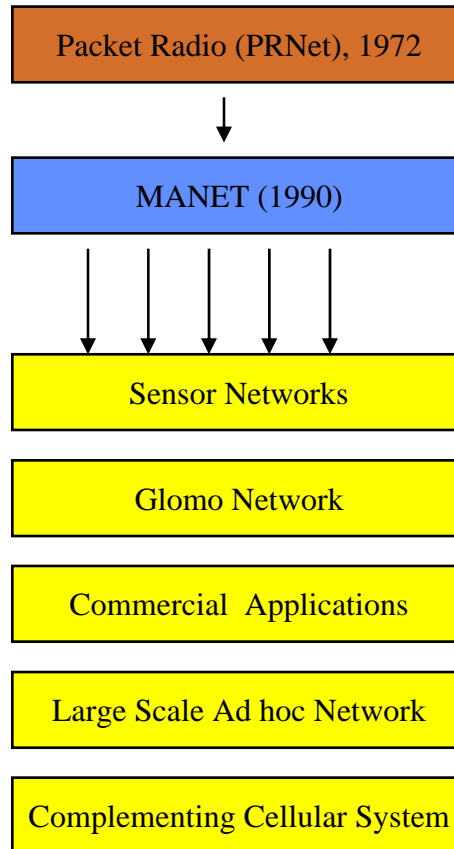 Packet Radio (PRNet), 1972
MANET (1990)
Sensor Networks
Glomo Network
Commercial  Applications
Large Scale Ad hoc Network
Complementing Cellular System